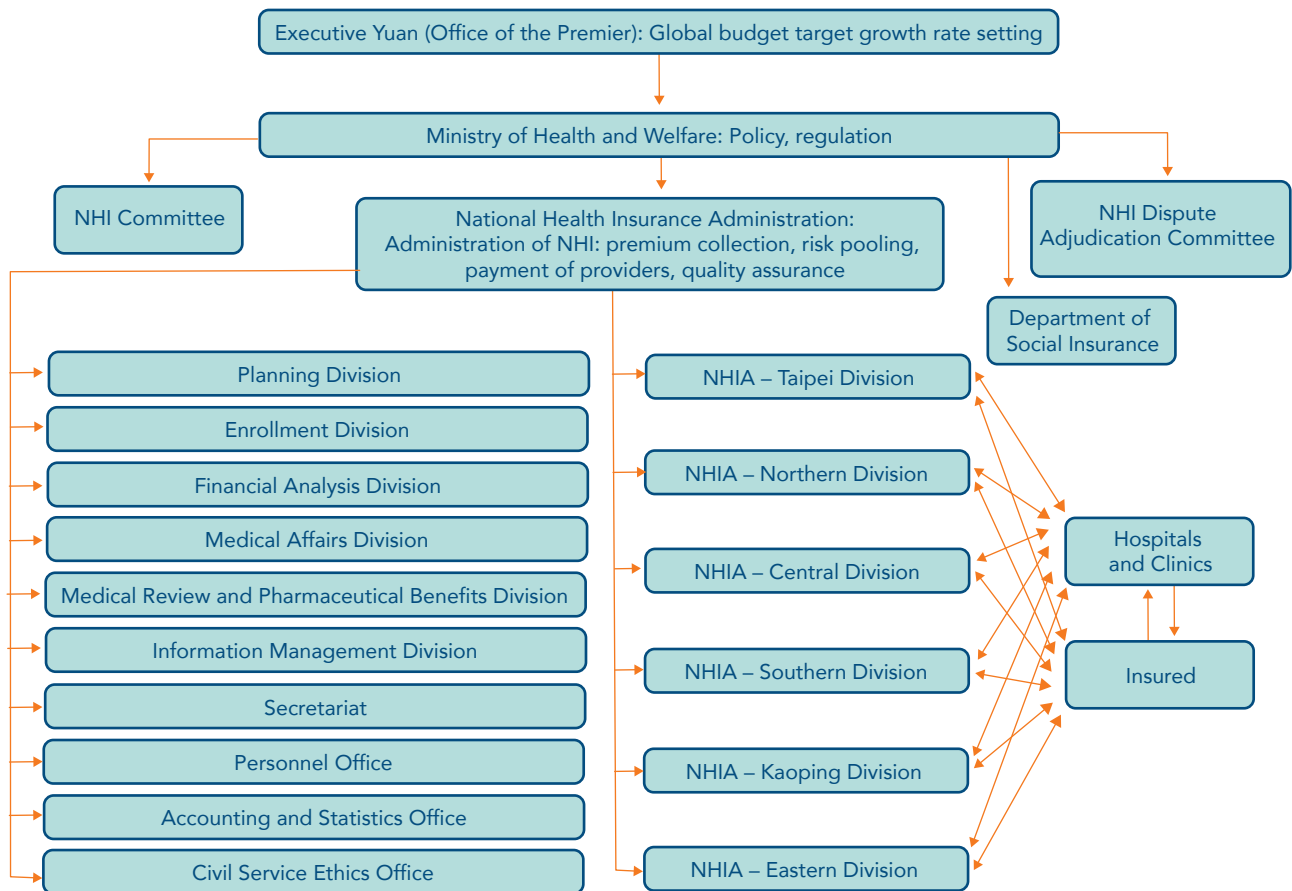 Executive Yuan (Office of the Premier): Global budget target growth rate setting
Ministry of Health and Welfare: Policy, regulation
NHI Committee
National Health Insurance Administration:
Administration of NHI: premium collection, risk pooling,
payment of providers, quality assurance
NHI Dispute
Adjudication Committee
Department of
Social Insurance
Planning Division
Enrollment Division
Financial Analysis Division
Medical Affairs Division
Medical Review and Pharmaceutical Benefits Division
Information Management Division
Secretariat
Personnel Office
Accounting and Statistics Office
Civil Service Ethics Office
NHIA – Taipei Division
NHIA – Northern Division
NHIA – Central Division
NHIA – Southern Division
NHIA – Kaoping Division
NHIA – Eastern Division
Hospitals
and Clinics
Insured